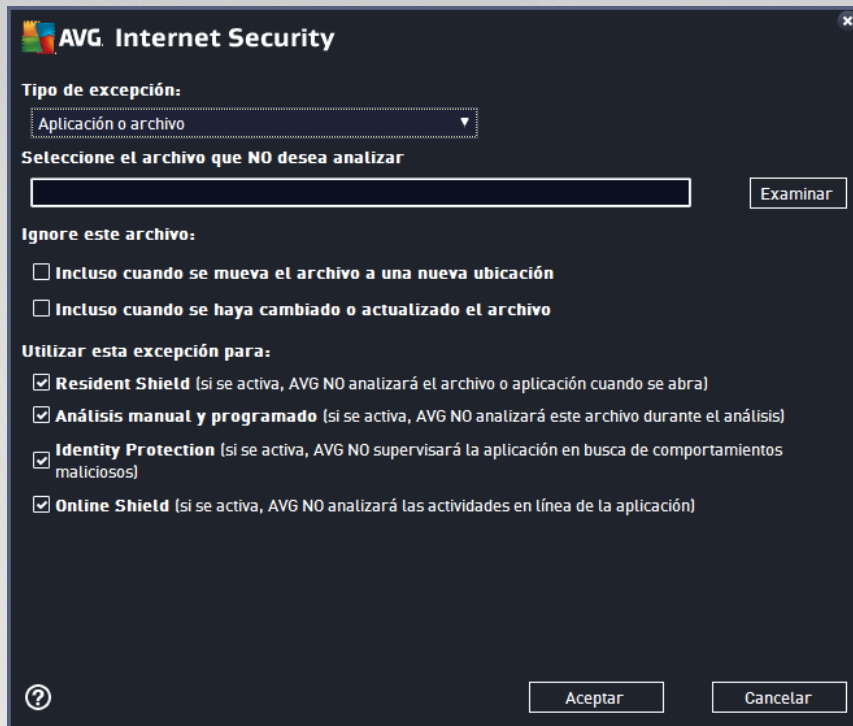 AVG. Internet Security
Tipo de excepción:
Aplicación o archivo
Seleccione el archivo que NO desea analizar
Examinar
Ignore este archivo:
Incluso cuando se mueva el archivo a una nueva ubicación
Incluso cuando se haya cambiado o actualizado el archivo
Utilizar esta excepción para:
Resident Shield (si se activa, AVG NO analizará el archivo o aplicación cuando se abra)
Análisis manual y programado (si se activa, AVG NO analizará este archivo durante el análisis)
Identity Protection (si se activa, AVG NO supervisará la aplicación en busca de comportamientos
maliciosos)
Online Shield (si se activa, AVG NO analizará las actividades en línea de la aplicación)
?
Aceptar
Cancelar